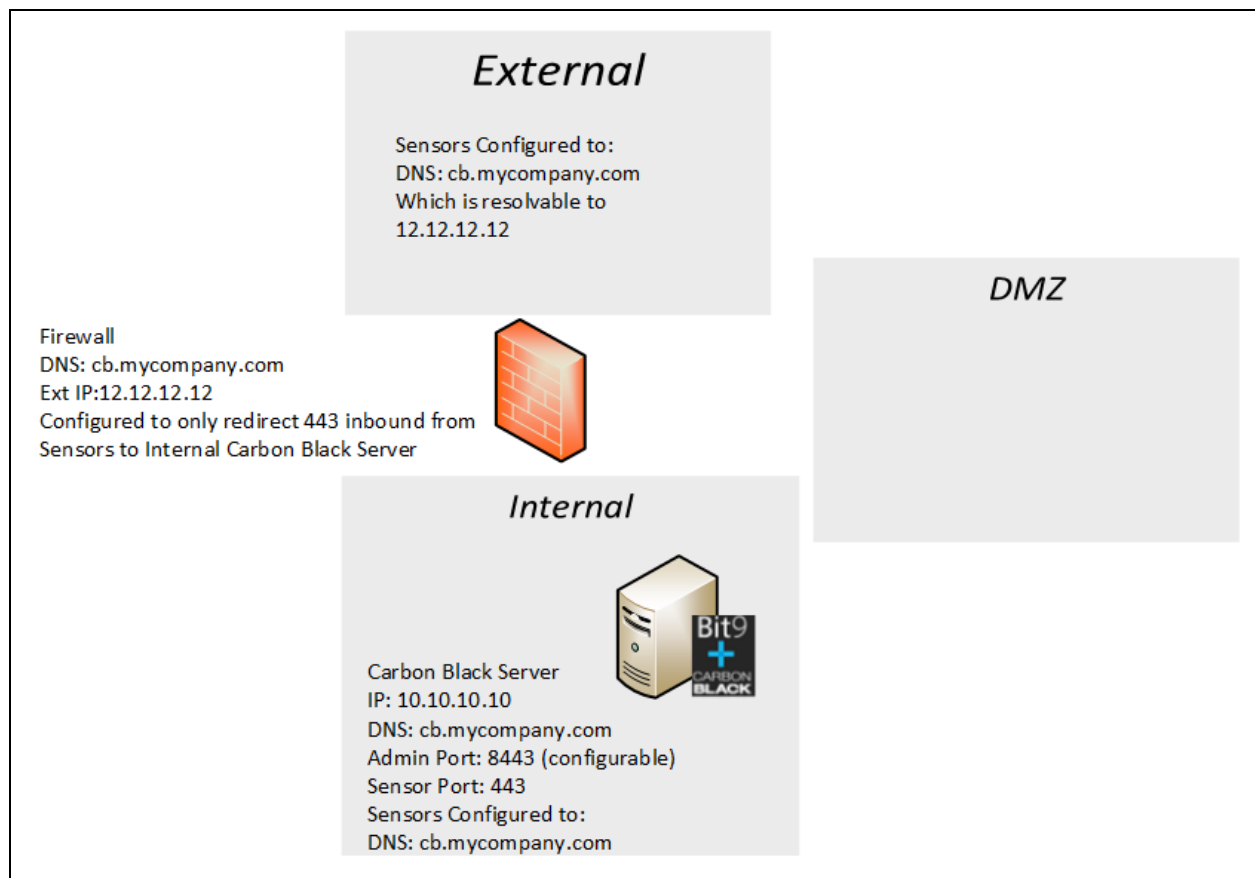 External
Sensors Configured to:
DNS: cb.mycompany.com
Which is resolvable to
12.12.12.12
DMZ
Firewall
DNS: cb.mycompany.com
Ext IP:12.12.12.12
Configured to only redirect 443 inbound from
Sensors to Internal Carbon Black Server
Internal
Bit9
+
CARBON
BLACK
Carbon Black Server
IP: 10.10.10.10
DNS: cb.mycompany.com
Admin Port: 8443 (configurable)
Sensor Port: 443
Sensors Configured to:
DNS: cb.mycompany.com